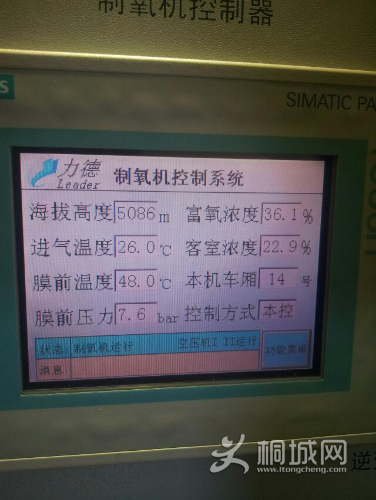 制氧机控制器
S
SIMATIC PA
力德
Leader
制氧机控制系统
海拔高度 5086 m 富氧浓度 36.1 %
进气温度 26.0 ℃ 客室浓度 22.9 %
膜前温度 48.0 ℃ 本机车厢 14 号
膜前压力 7.6 bar 控制方式 本控
状态: 制氧机运行 空压机I II运行 功能菜单
消息:
逆
桐城网
www.itongcheng.com